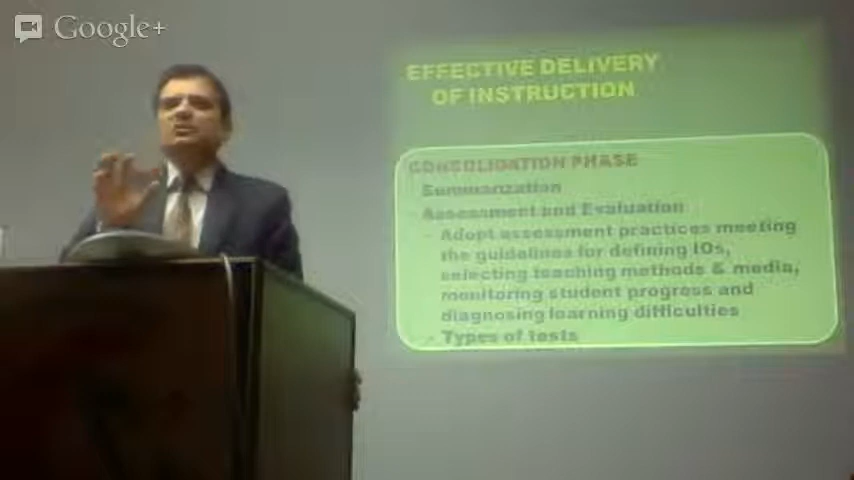 Google+
EFFECTIVE DELIVERY
OF INSTRUCTION
CONSOLIDATION PHASE
Summarization
Assessment and Evaluation
- Adopt assessment practices meeting
the guidelines for defining IOs,
selecting teaching methods & media,
monitoring student progress and
diagnosing learning difficulties
- Types of tests